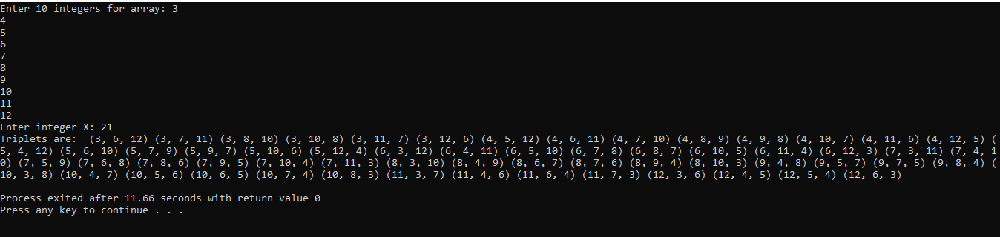 Enter 10 integers for array: 3
4
5
6
7
8
9
10
11
12
Enter integer X: 21
Triplets are:  (3, 6, 12) (3, 7, 11) (3, 8, 10) (3, 10, 8) (3, 11, 7) (3, 12, 6) (4, 5, 12) (4, 6, 11) (4, 7, 10) (4, 8, 9) (4, 9, 8) (4, 10, 7) (4, 11, 6) (4, 12, 5) (
5, 4, 12) (5, 6, 10) (5, 7, 9) (5, 9, 7) (5, 10, 6) (5, 12, 4) (6, 3, 12) (6, 4, 11) (6, 5, 10) (6, 7, 8) (6, 8, 7) (6, 10, 5) (6, 11, 4) (6, 12, 3) (7, 3, 11) (7, 4, 1
0) (7, 5, 9) (7, 6, 8) (7, 8, 6) (7, 9, 5) (7, 10, 4) (7, 11, 3) (8, 3, 10) (8, 4, 9) (8, 6, 7) (8, 7, 6) (8, 9, 4) (8, 10, 3) (9, 4, 8) (9, 5, 7) (9, 7, 5) (9, 8, 4) (
10, 3, 8) (10, 4, 7) (10, 5, 6) (10, 6, 5) (10, 7, 4) (10, 8, 3) (11, 3, 7) (11, 4, 6) (11, 6, 4) (11, 7, 3) (12, 3, 6) (12, 4, 5) (12, 5, 4) (12, 6, 3)
--------------------------------
Process exited after 11.66 seconds with return value 0
Press any key to continue . . .